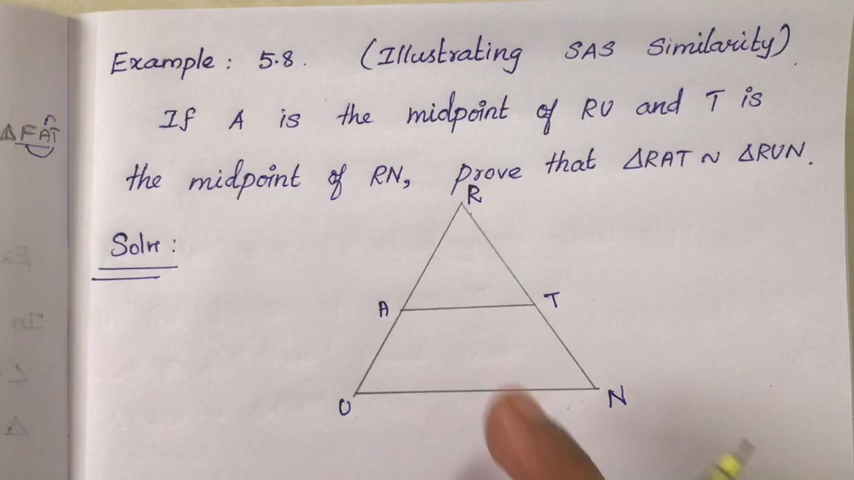 Example: 5.8. (Illustrating SAS Similarity)
If A is the midpoint of RU and T is
ΔFAT
the midpoint of RN, prove that ΔRAT ~ ΔRUN.
R
Soln:
A
T
U
N